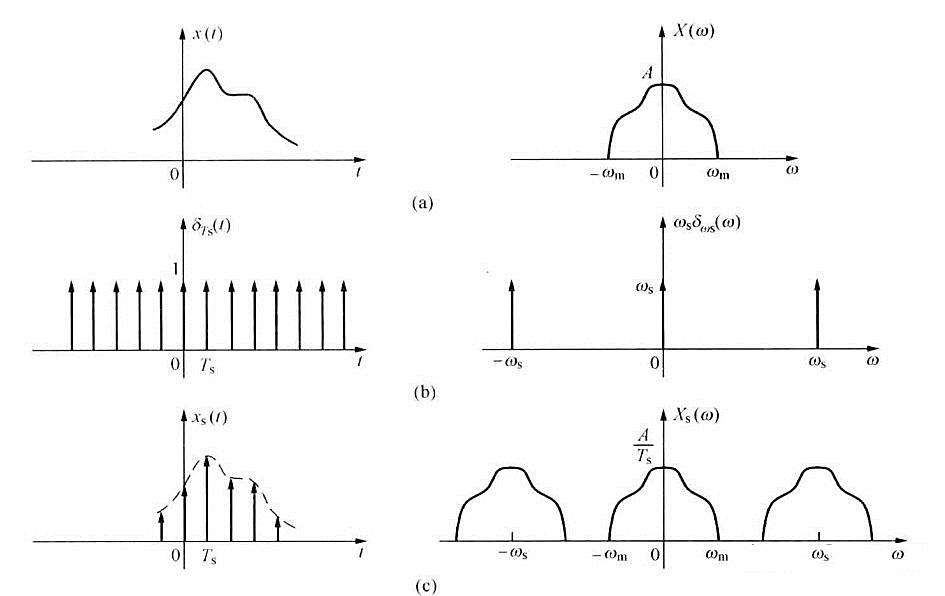 x(t)
X(ω)
A
0
t
−ωm
0
ωm
ω
(a)
δTs(t)
ωsδωs(ω)
1
ωs
0
Ts
t
−ωs
0
ωs
ω
(b)
xs(t)
Xs(ω)
A
Ts
0
Ts
t
−ωs
−ωm
0
ωm
ωs
ω
(c)